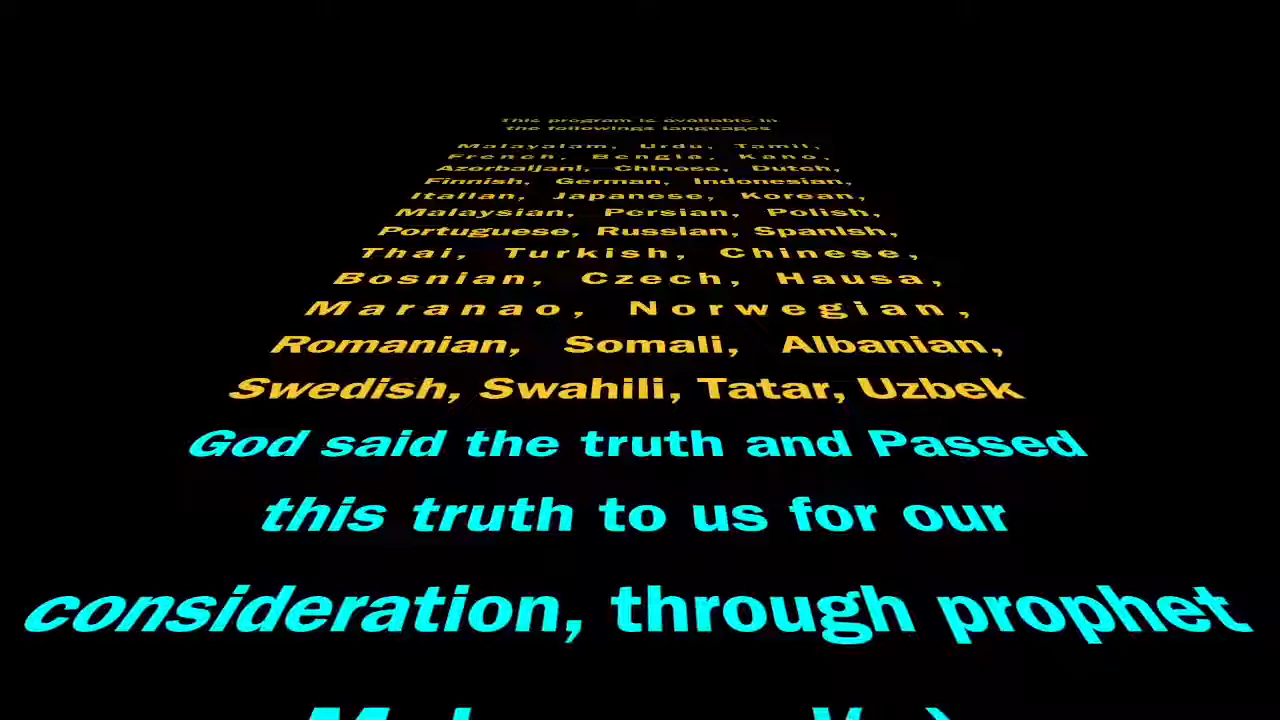 This program is available in
the followings languages
Malayalam, Urdu, Tamil,
French, Bengla, Kano,
Azerbaijani, Chinese, Dutch,
Finnish, German, Indonesian,
Italian, Japanese, Korean,
Malaysian, Persian, Polish,
Portuguese, Russian, Spanish,
Thai, Turkish, Chinese,
Bosnian, Czech, Hausa,
Maranao, Norwegian,
Romanian, Somali, Albanian,
Swedish, Swahili, Tatar, Uzbek
God said the truth and Passed
this truth to us for our
consideration, through prophet